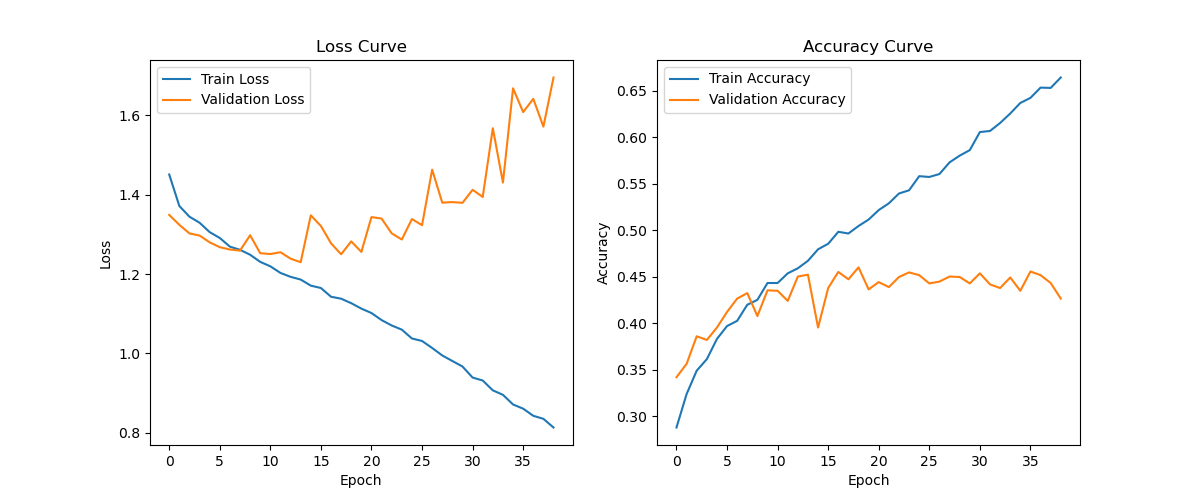 Loss Curve
Train Loss
Validation Loss
1.6
1.4
1.2
1.0
0.8
Loss
0 5 10 15 20 25 30 35
Epoch
Accuracy Curve
Train Accuracy
Validation Accuracy
0.65
0.60
0.55
0.50
0.45
0.40
0.35
0.30
Accuracy
0 5 10 15 20 25 30 35
Epoch